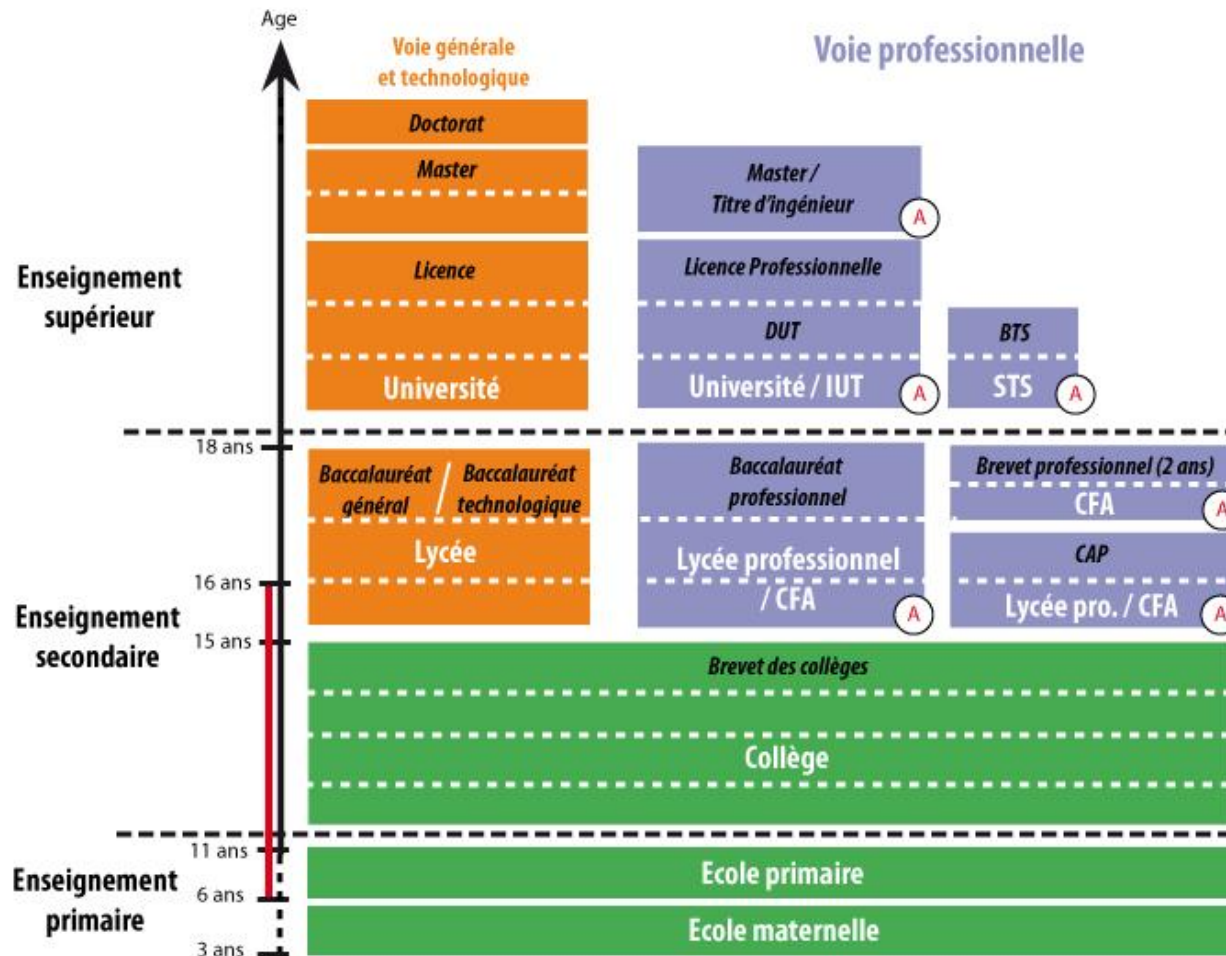 Age
Voie générale
et technologique
Voie professionnelle
Doctorat
Master
Master /
Titre d'ingénieur
A
Enseignement
supérieur
Licence
Licence Professionnelle
DUT
BTS
Université
Université / IUT
A
STS
A
18 ans
Baccalauréat
général
/
Baccalauréat
technologique
Baccalauréat
professionnel
Brevet professionnel (2 ans)
CFA
A
Lycée
Lycée professionnel
/ CFA
A
CAP
Lycée pro. / CFA
A
16 ans
Enseignement
secondaire
15 ans
Brevet des collèges
Collège
11 ans
Ecole primaire
Enseignement
primaire
6 ans
Ecole maternelle
3 ans